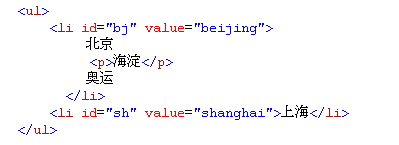 <ul>
<li id="bj" value="beijing">
北京
<p>海淀</p>
奥运
</li>
<li id="sh" value="shanghai">上海</li>
</ul>